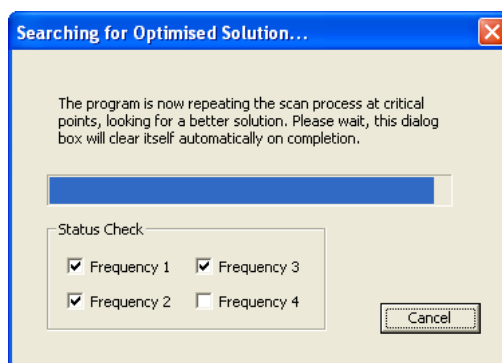 Searching for Optimised Solution...
The program is now repeating the scan process at critical
points, looking for a better solution. Please wait, this dialog
box will clear itself automatically on completion.
Status Check
Frequency 1 Frequency 3
Frequency 2 Frequency 4
Cancel